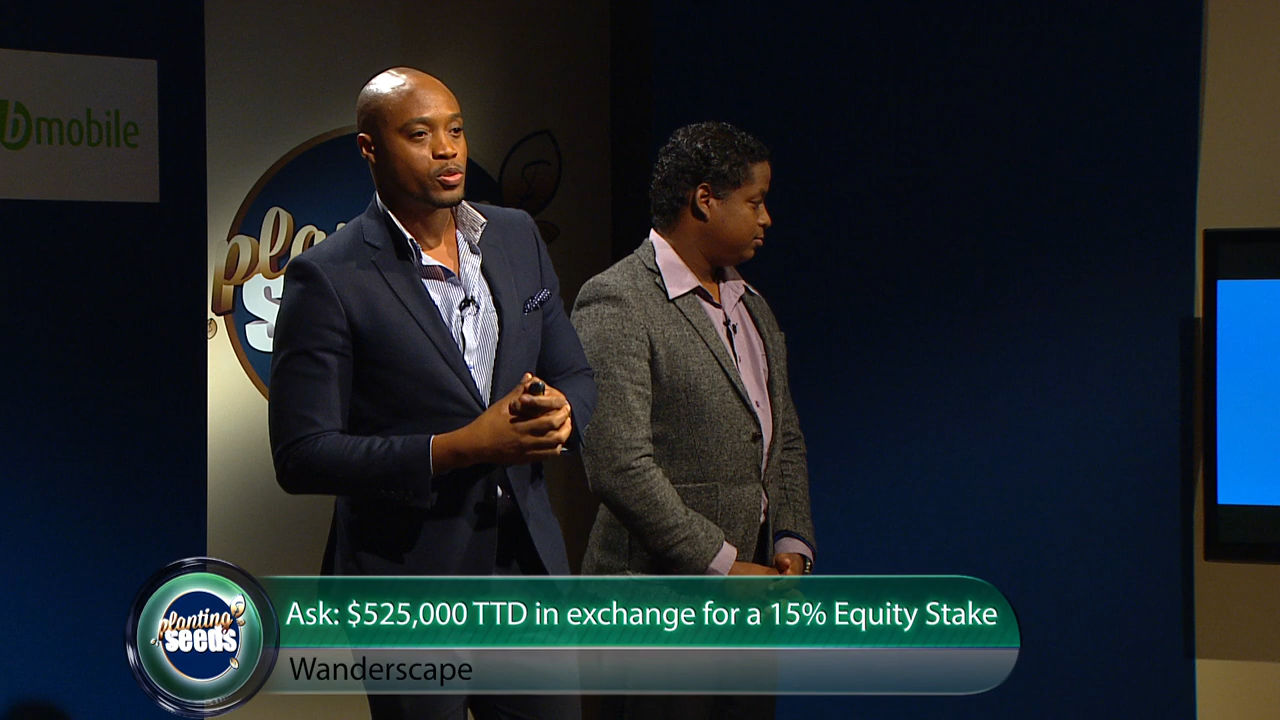 bmobile
planting
seeds
Ask: $525,000 TTD in exchange for a 15% Equity Stake
Wanderscape